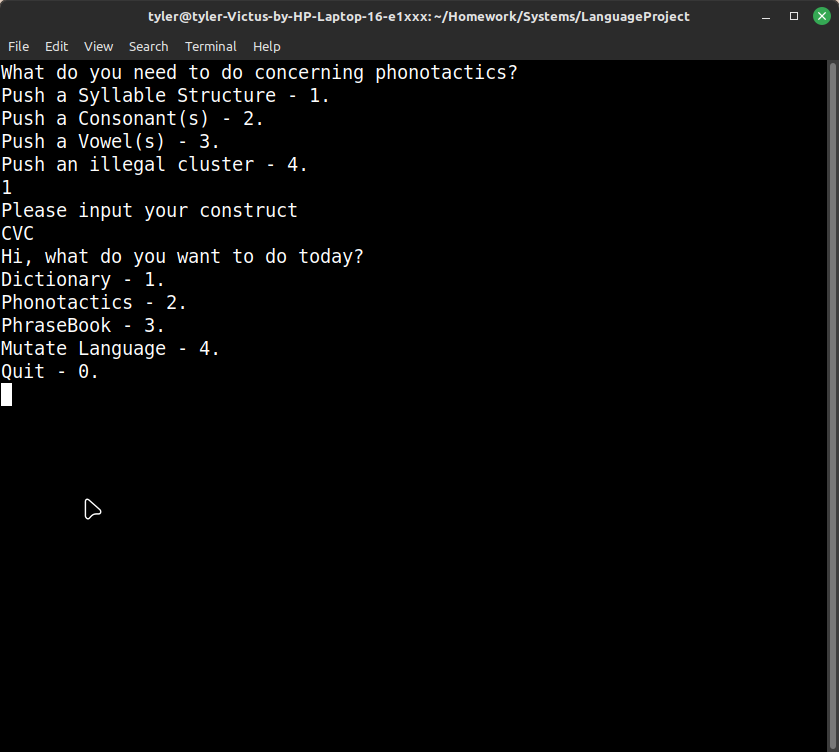 tyler@tyler-Victus-by-HP-Laptop-16-e1xxx: ~/Homework/Systems/LanguageProject
File Edit View Search Terminal Help
What do you need to do concerning phonotactics?
Push a Syllable Structure - 1.
Push a Consonant(s) - 2.
Push a Vowel(s) - 3.
Push an illegal cluster - 4.
1
Please input your construct
CVC
Hi, what do you want to do today?
Dictionary - 1.
Phonotactics - 2.
PhraseBook - 3.
Mutate Language - 4.
Quit - 0.